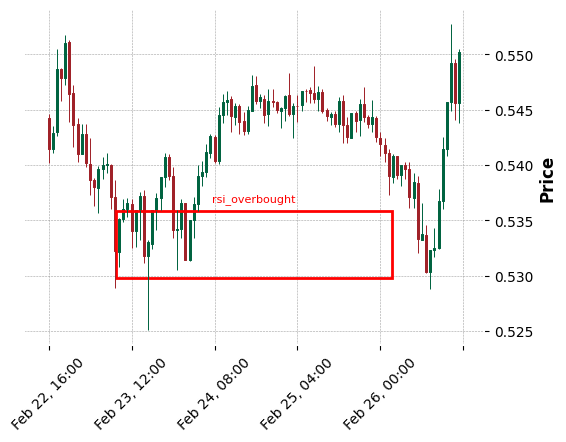 0.550
0.545
0.540
0.535
0.530
0.525
Price
rsi_overbought
Feb 22, 16:00
Feb 23, 12:00
Feb 24, 08:00
Feb 25, 04:00
Feb 26, 00:00